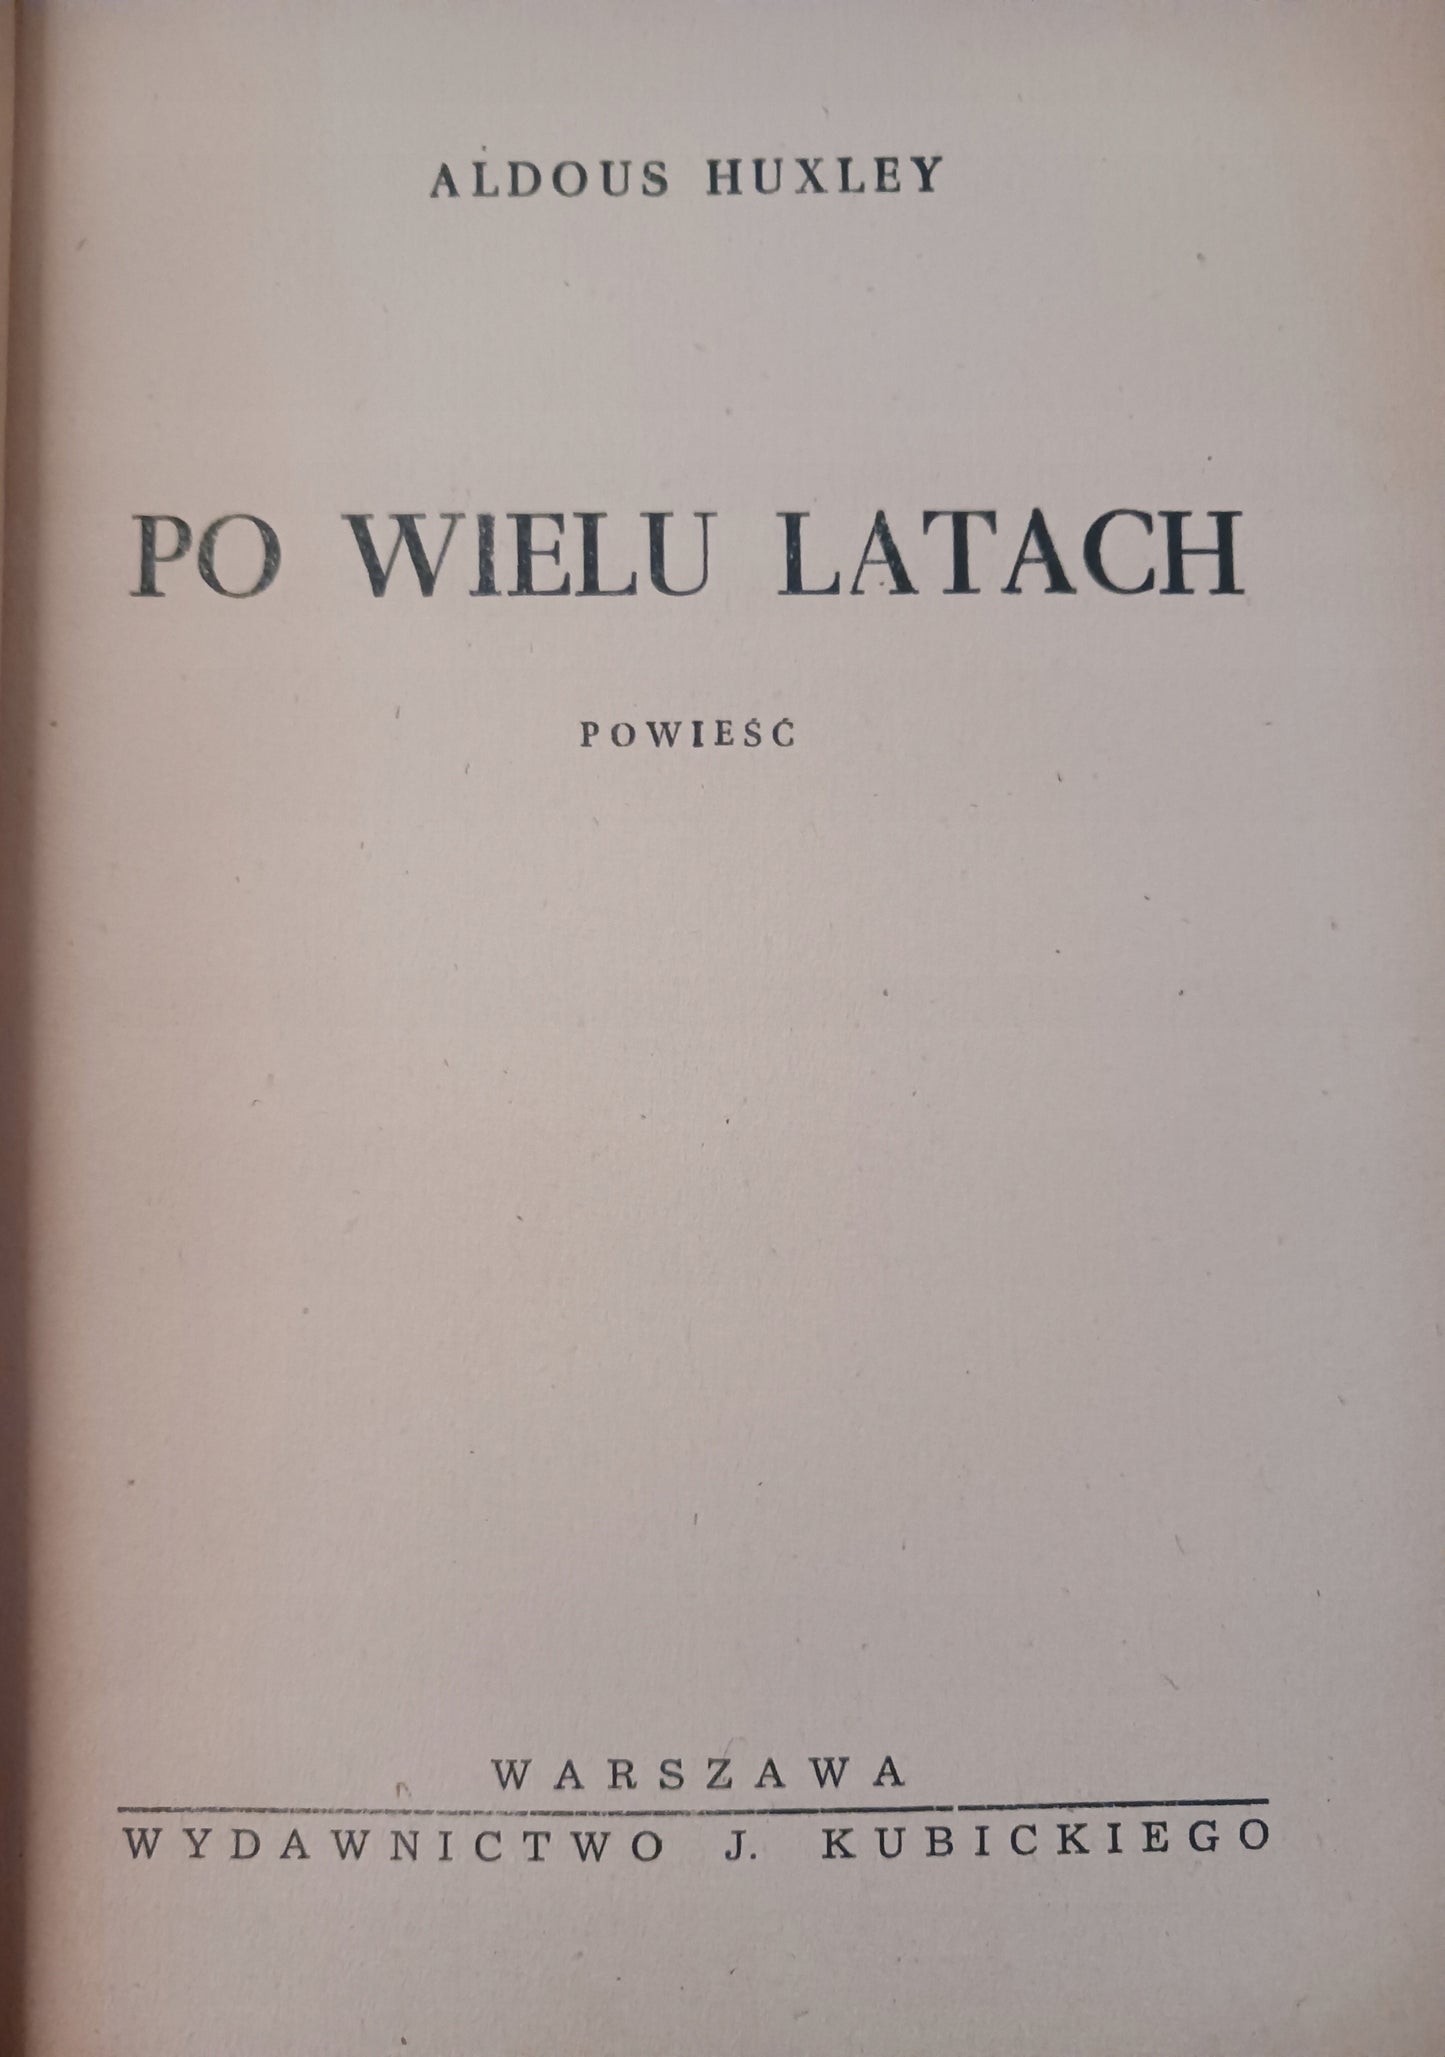 ALDOUS HUXLEY
PO WIELU LATACH
POWIEŚĆ
WARSZAWA
WYDAWNICTWO J. KUBICKIEGO